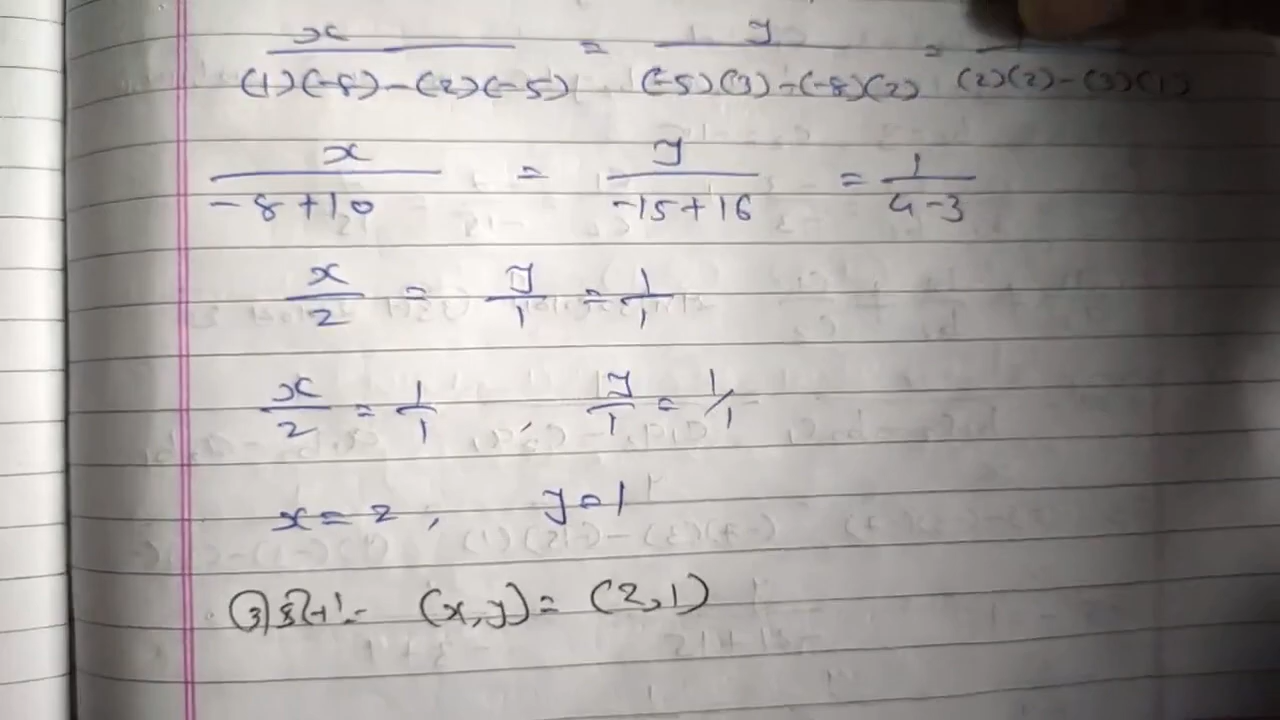 x / (1)(-8)-(2)(-5) = y / (-5)(3)-(-8)(2) = 1 / (2)(2)-(3)(1)
x / -8+10 = y / -15+16 = 1 / 4-3
x/2 = y/1 = 1/1
x/2 = 1/1 , y/1 = 1/1
x = 2 , y = 1
(x,y) = (2,1)